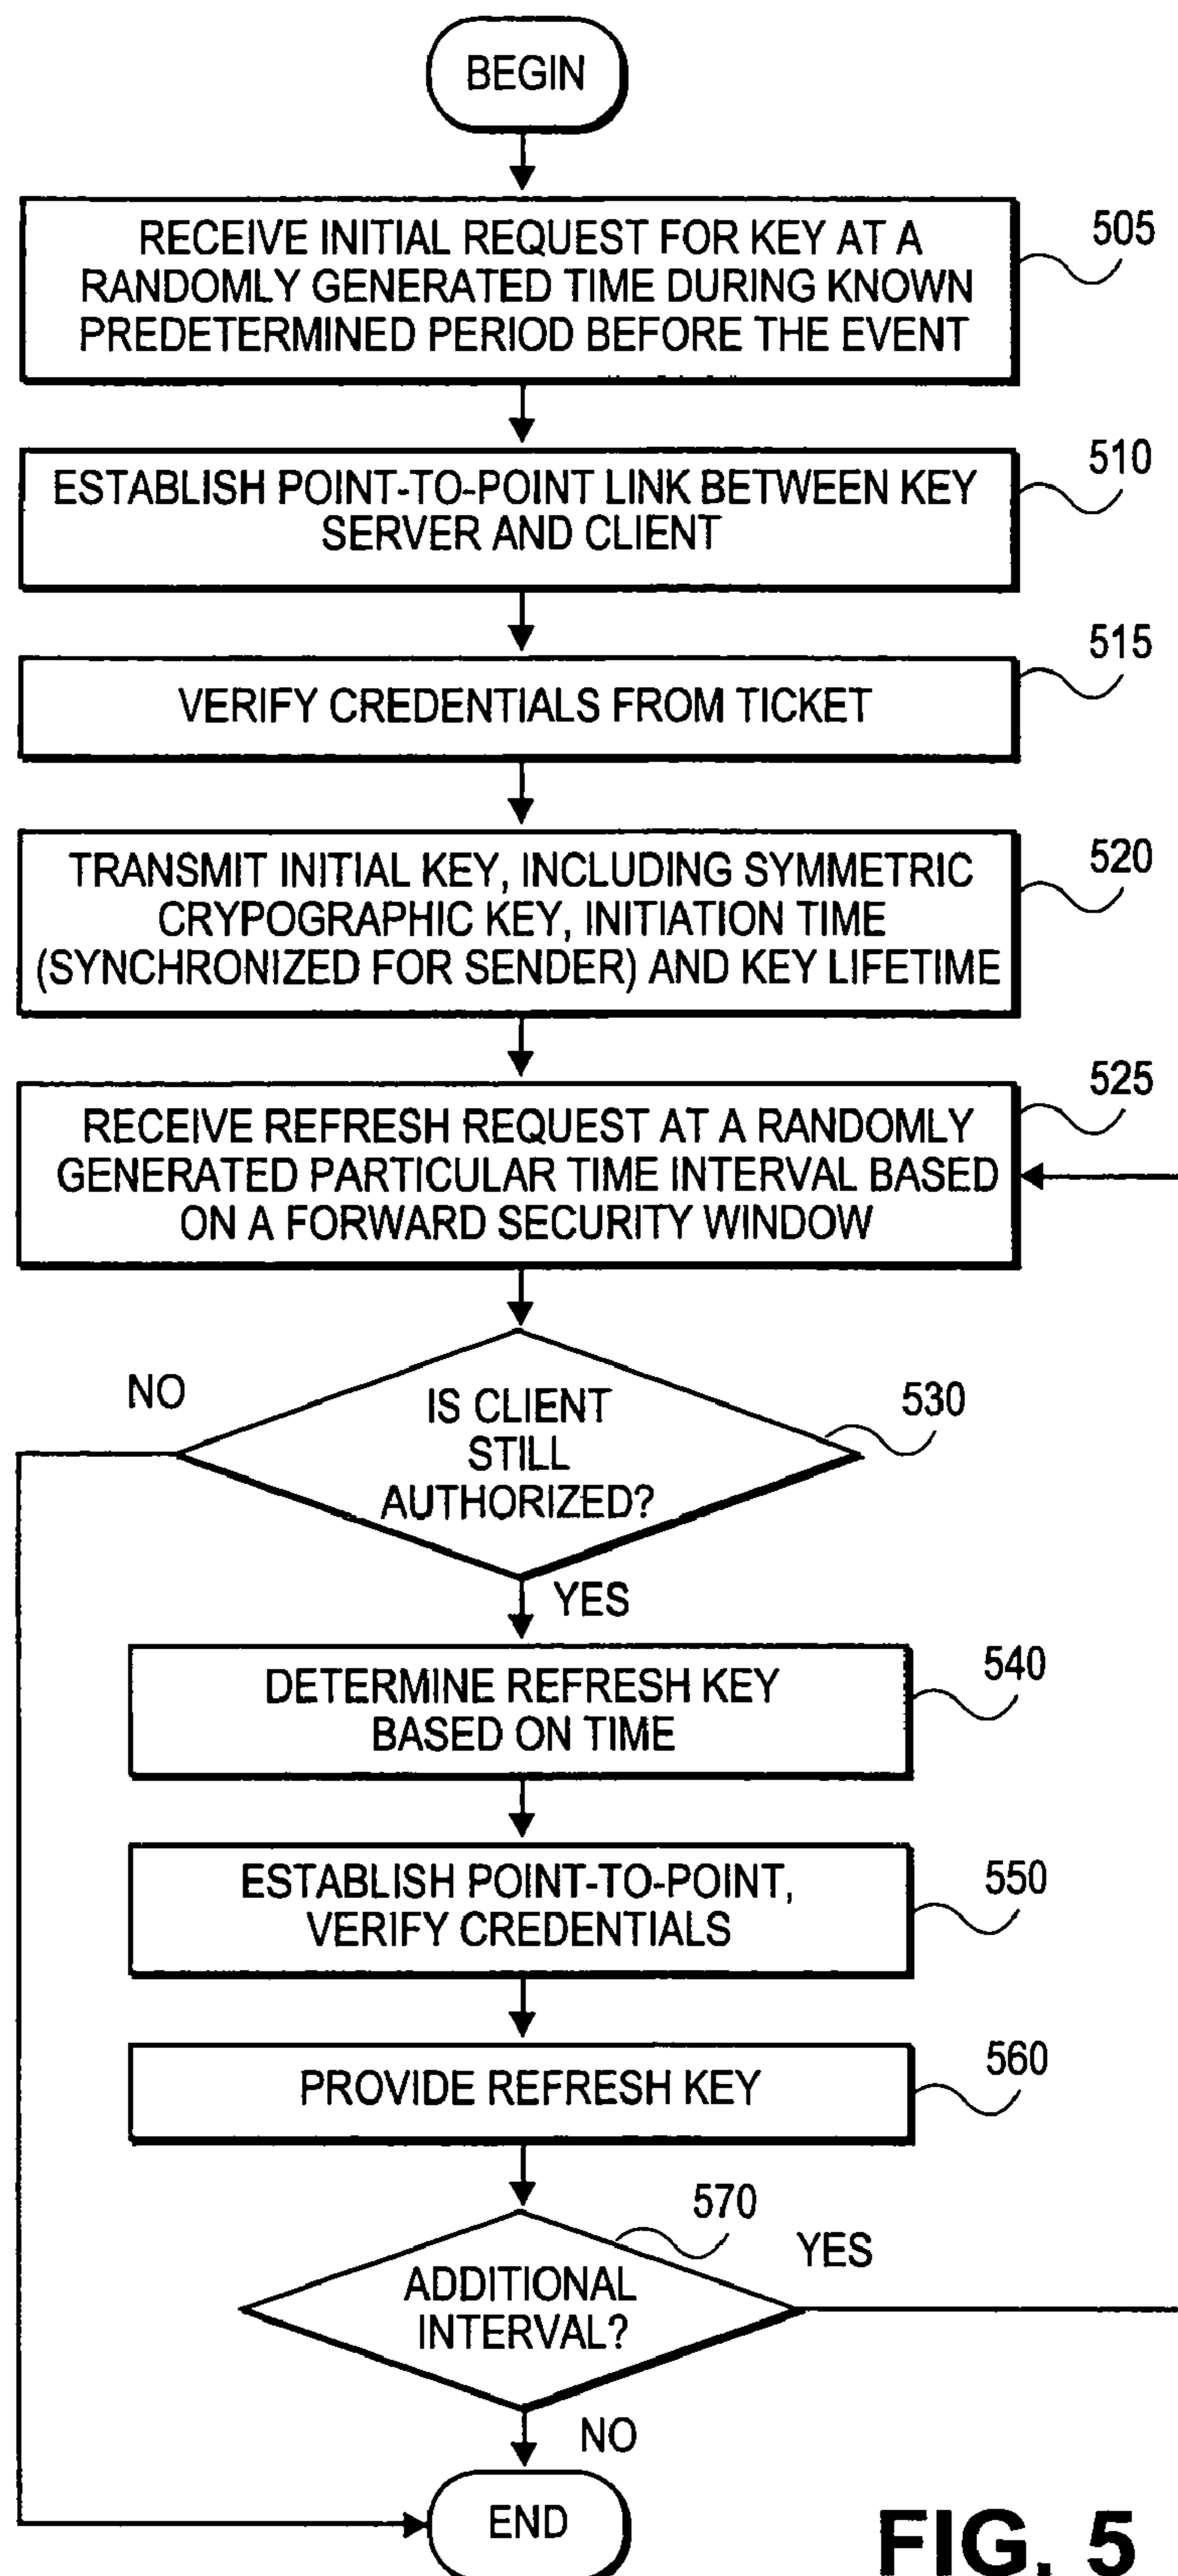 BEGIN
RECEIVE INITIAL REQUEST FOR KEY AT A
RANDOMLY GENERATED TIME DURING KNOWN
PREDETERMINED PERIOD BEFORE THE EVENT
505
ESTABLISH POINT-TO-POINT LINK BETWEEN KEY
SERVER AND CLIENT
510
VERIFY CREDENTIALS FROM TICKET
515
TRANSMIT INITIAL KEY, INCLUDING SYMMETRIC
CRYPOGRAPHIC KEY, INITIATION TIME
(SYNCHRONIZED FOR SENDER) AND KEY LIFETIME
520
RECEIVE REFRESH REQUEST AT A RANDOMLY
GENERATED PARTICULAR TIME INTERVAL BASED
ON A FORWARD SECURITY WINDOW
525
NO
IS CLIENT
STILL
AUTHORIZED?
530
YES
DETERMINE REFRESH KEY
BASED ON TIME
540
ESTABLISH POINT-TO-POINT,
VERIFY CREDENTIALS
550
PROVIDE REFRESH KEY
560
570
ADDITIONAL
INTERVAL?
YES
NO
END
FIG. 5